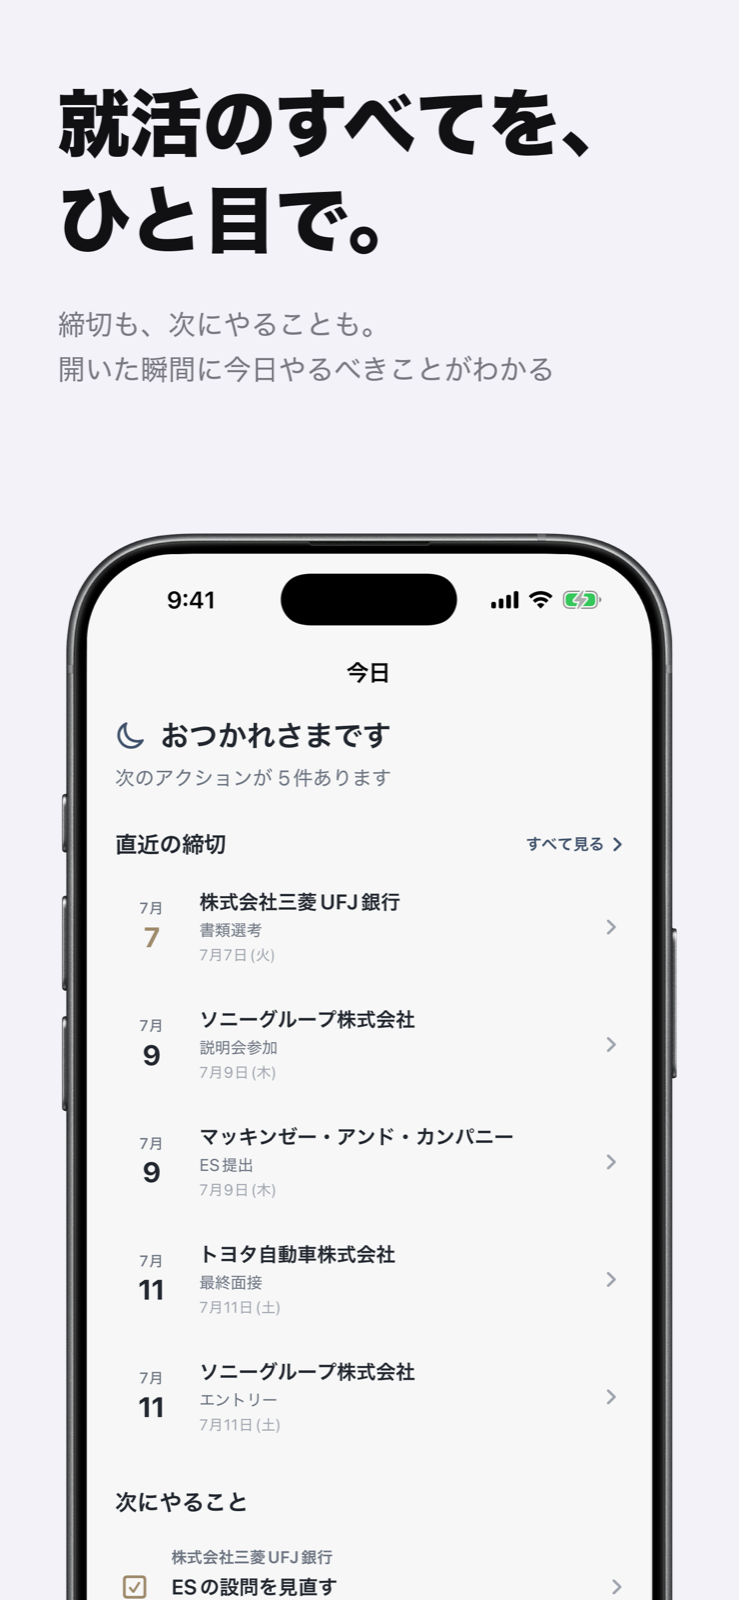 就活のすべてを、
ひと目で。
締切も、次にやることも。
開いた瞬間に今日やるべきことがわかる
9:41
今日
おつかれさまです
次のアクションが 5件あります
直近の締切
すべて見る
7月
7
株式会社三菱UFJ銀行
書類選考
7月7日(火)
7月
9
ソニーグループ株式会社
説明会参加
7月9日(木)
7月
9
マッキンゼー・アンド・カンパニー
ES提出
7月9日(木)
7月
11
トヨタ自動車株式会社
最終面接
7月11日(土)
7月
11
ソニーグループ株式会社
エントリー
7月11日(土)
次にやること
株式会社三菱UFJ銀行
ESの設問を見直す